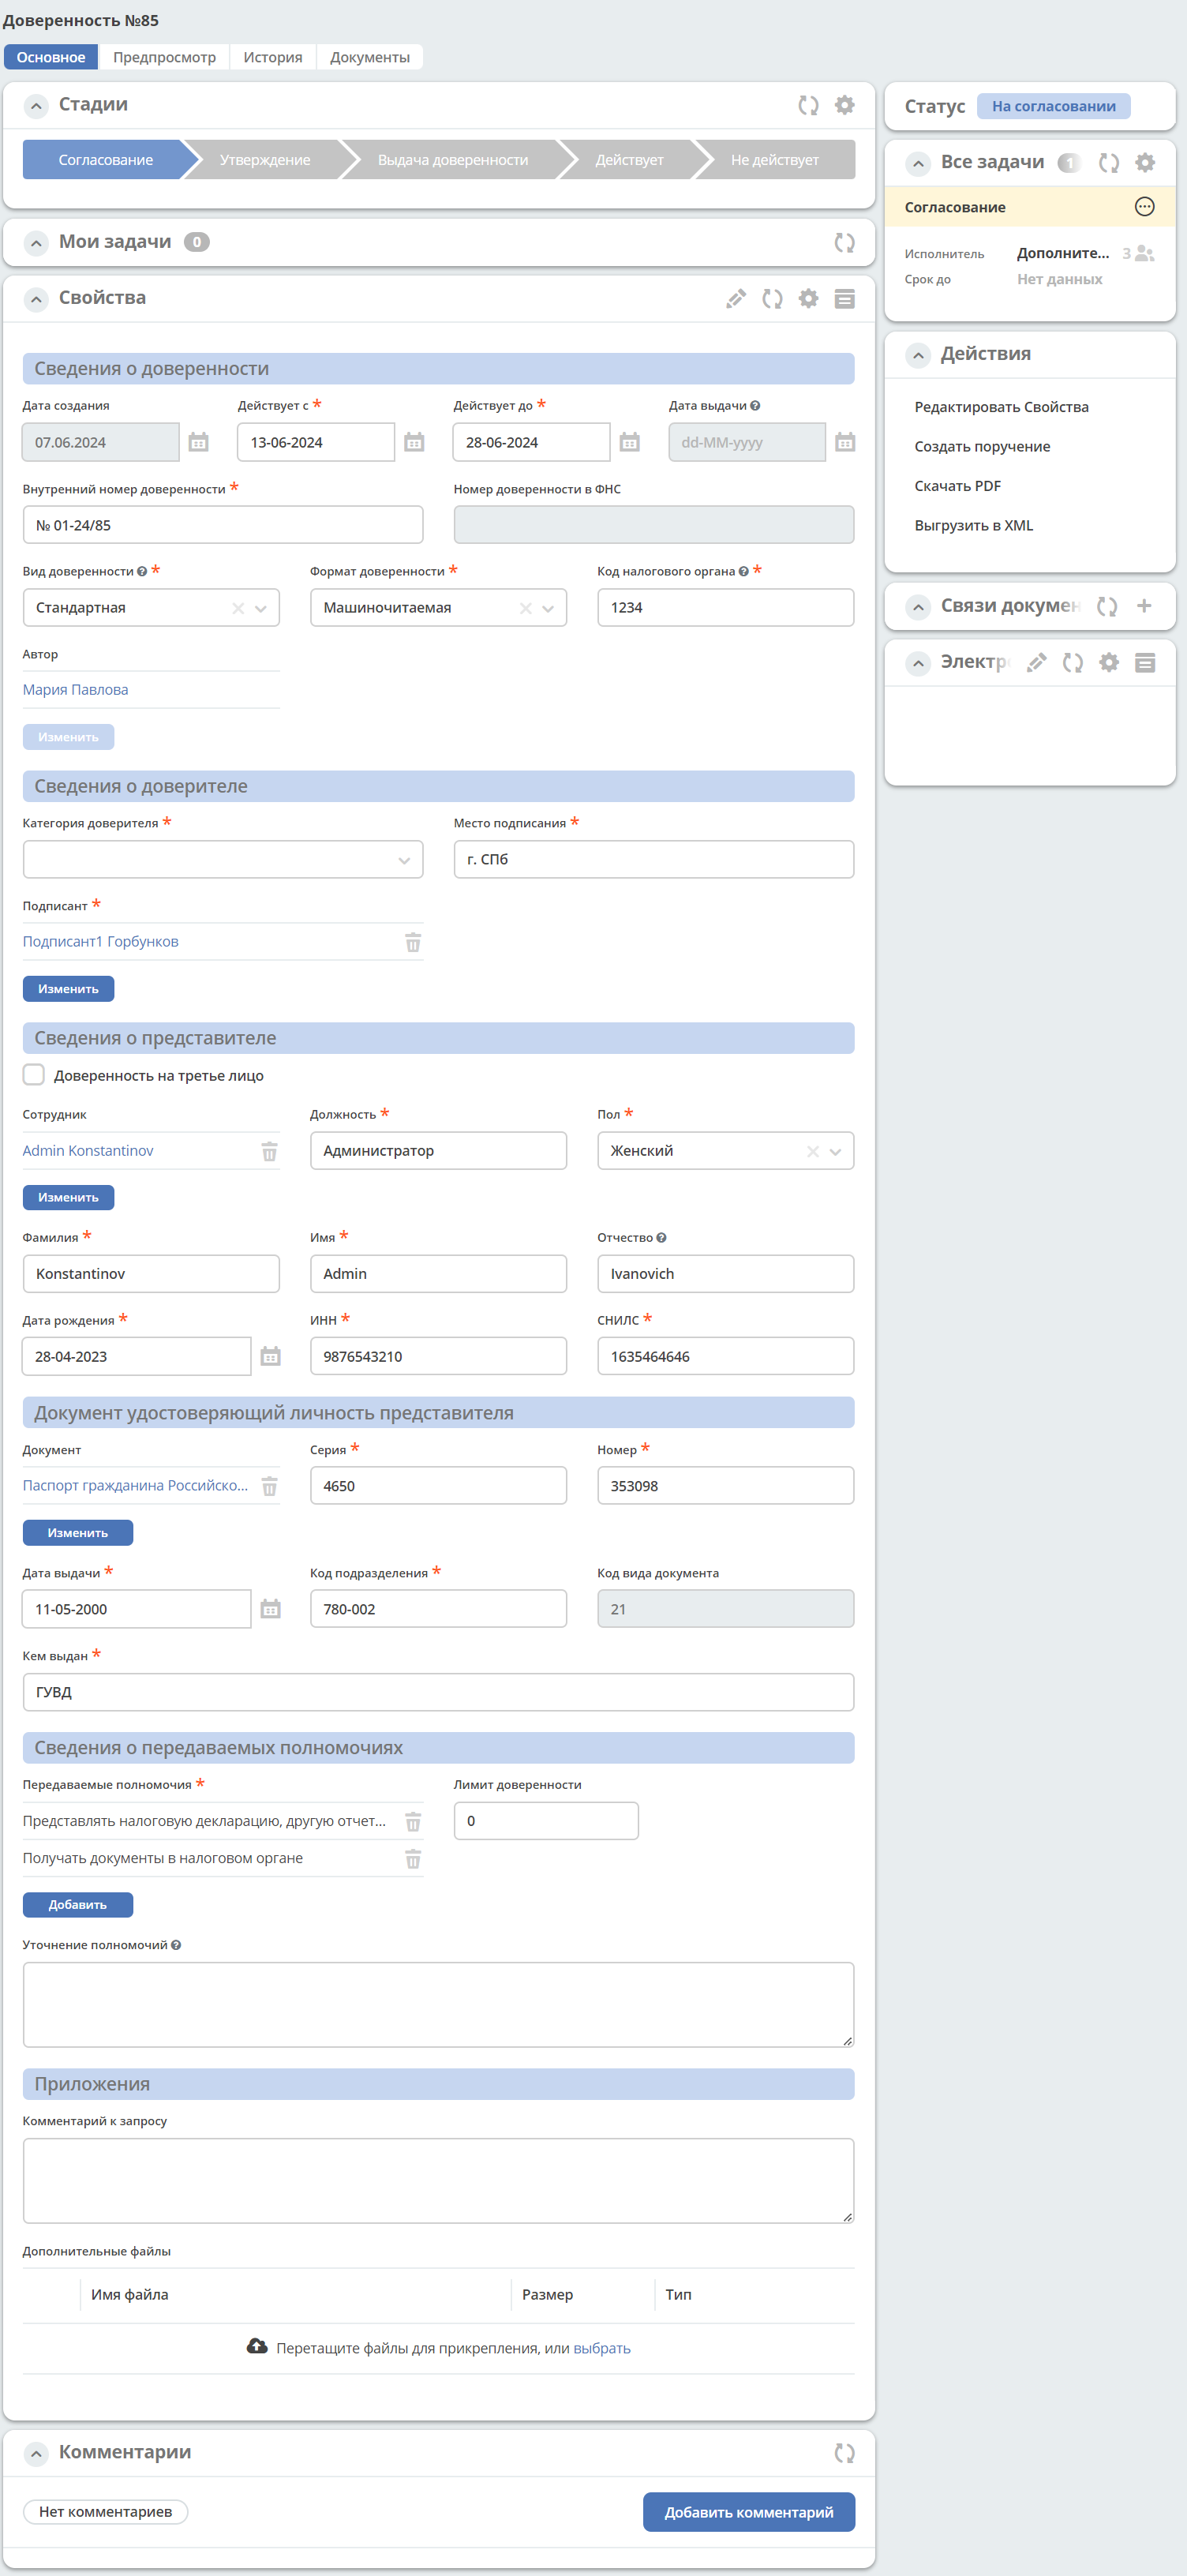 Доверенность №85
Основное Предпросмотр История Документы
Стадии
Согласование Утверждение Выдача доверенности Действует Не действует
Мои задачи 0
Свойства
Сведения о доверенности
Дата создания Действует с * Действует до * Дата выдачи
07.06.2024 13-06-2024 28-06-2024 dd-MM-yyyy
Внутренний номер доверенности * Номер доверенности в ФНС
№ 01-24/85
Вид доверенности * Формат доверенности * Код налогового органа *
Стандартная Машиночитаемая 1234
Автор
Мария Павлова
Изменить
Сведения о доверителе
Категория доверителя * Место подписания *
г. СПб
Подписант *
Подписант1 Горбунков
Изменить
Сведения о представителе
Доверенность на третье лицо
Сотрудник Должность * Пол *
Admin Konstantinov Администратор Женский
Изменить
Фамилия * Имя * Отчество
Konstantinov Admin Ivanovich
Дата рождения * ИНН * СНИЛС *
28-04-2023 9876543210 1635464646
Документ удостоверяющий личность представителя
Документ Серия * Номер *
Паспорт гражданина Российско... 4650 353098
Изменить
Дата выдачи * Код подразделения * Код вида документа
11-05-2000 780-002 21
Кем выдан *
ГУВД
Сведения о передаваемых полномочиях
Передаваемые полномочия * Лимит доверенности
Представлять налоговую декларацию, другую отчет... 0
Получать документы в налоговом органе
Добавить
Уточнение полномочий
Приложения
Комментарий к запросу
Дополнительные файлы
Имя файла Размер Тип
Перетащите файлы для прикрепления, или выбрать
Комментарии
Нет комментариев Добавить комментарий
Статус На согласовании
Все задачи 1
Согласование
Исполнитель Дополните... 3
Срок до Нет данных
Действия
Редактировать Свойства
Создать поручение
Скачать PDF
Выгрузить в XML
Связи докумен
Электр